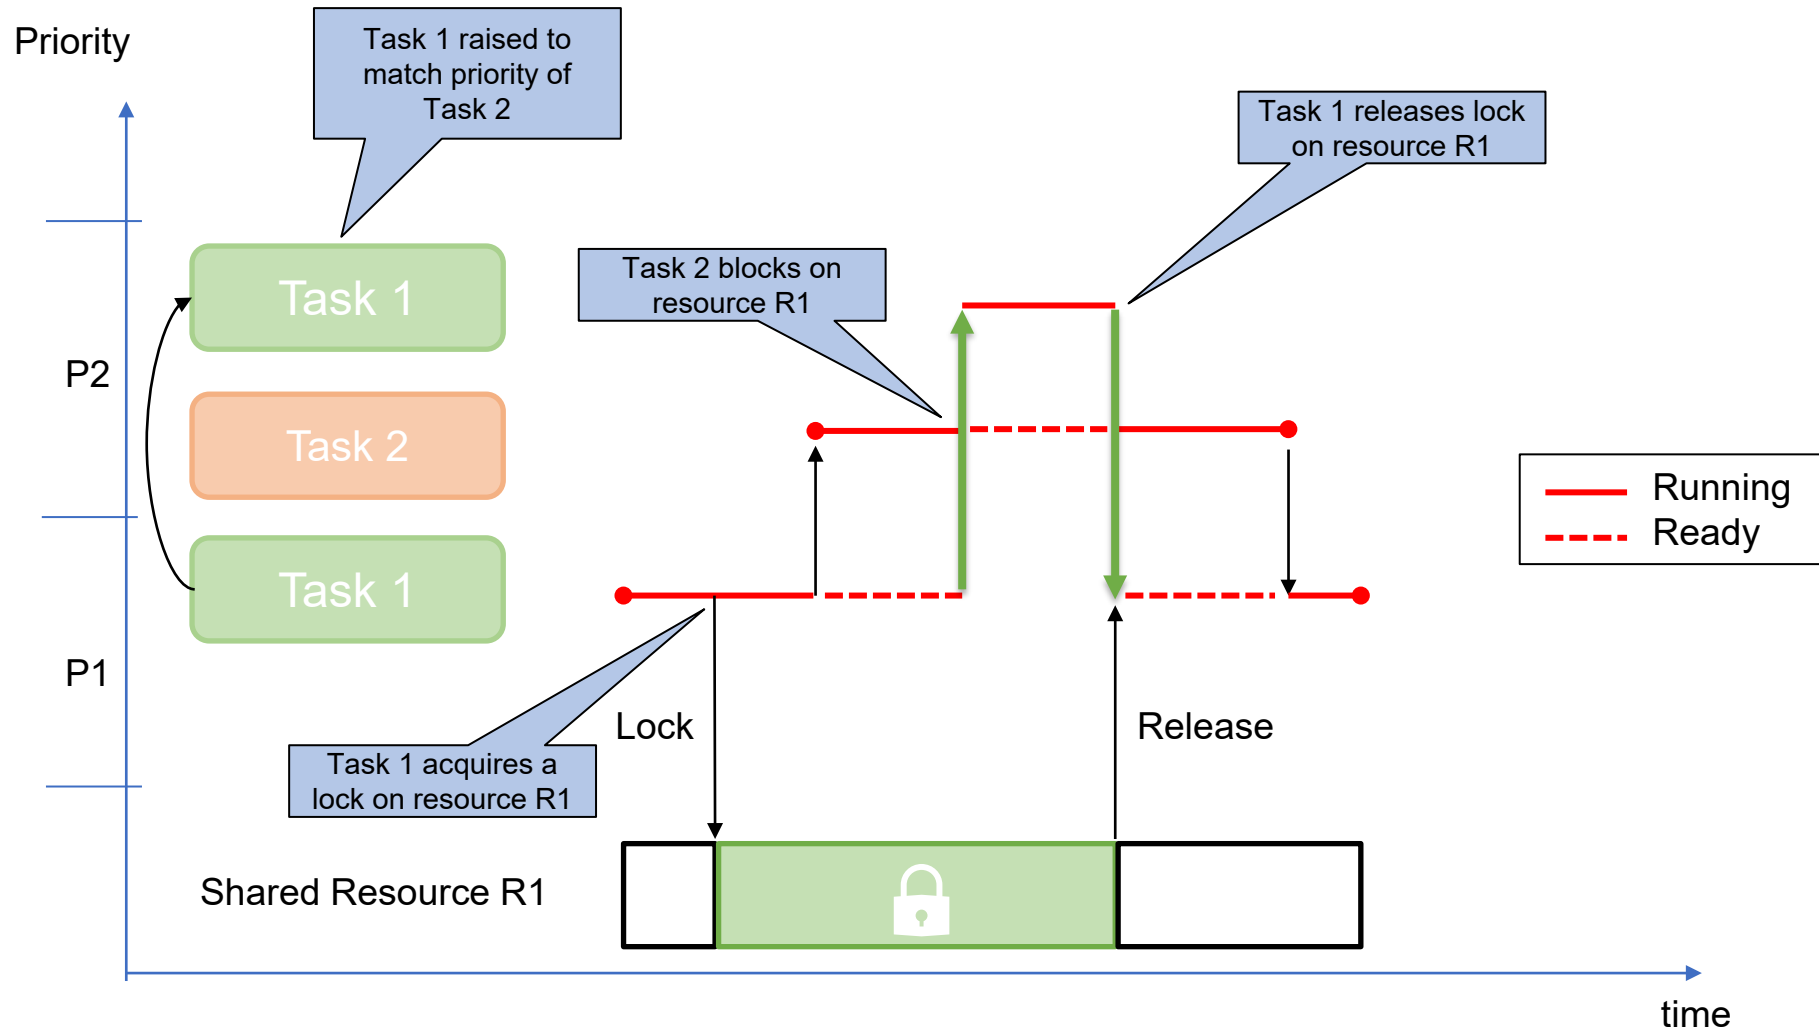 Priority
Task 1 raised to
match priority of
Task 2
Task 1 releases lock
on resource R1
Task 2 blocks on
resource R1
Task 1
P2
Task 2
Task 1
P1
Running
Ready
Lock
Release
Task 1 acquires a
lock on resource R1
Shared Resource R1
time